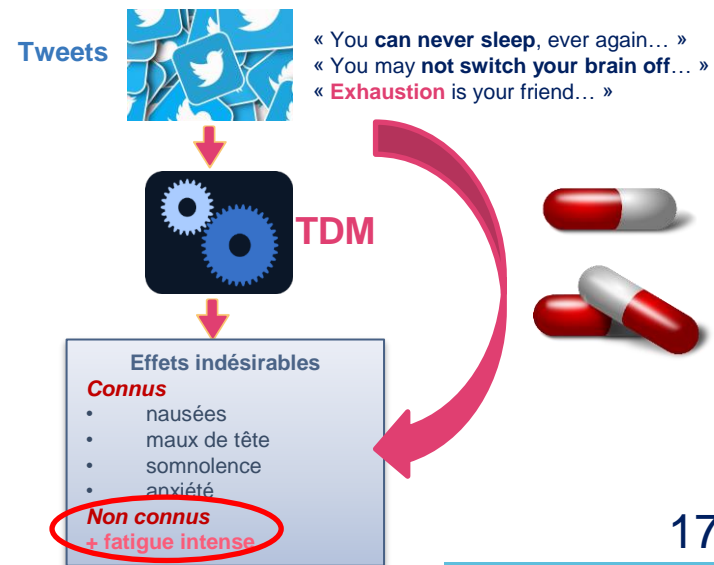 Tweets
« You can never sleep, ever again… »
« You may not switch your brain off… »
« Exhaustion is your friend… »
TDM
Effets indésirables
Connus
• nausées
• maux de tête
• somnolence
• anxiété
Non connus
+ fatigue intense
17